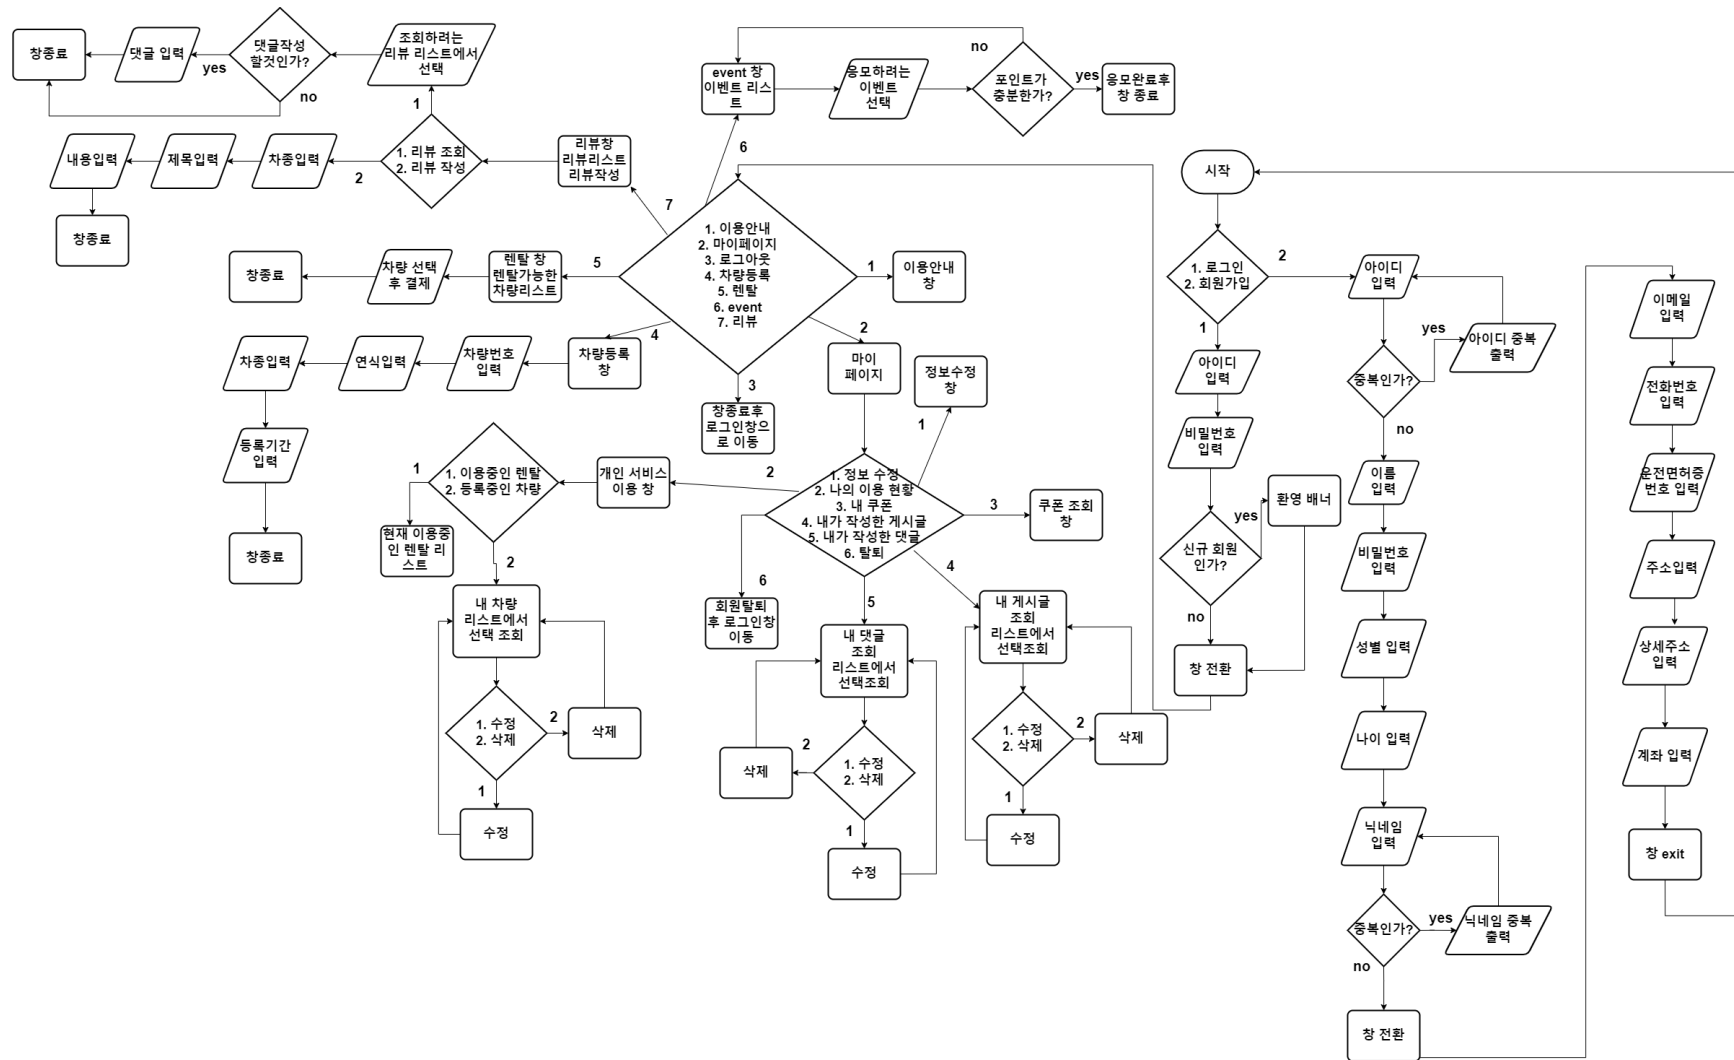 창종료
댓글 입력
yes
댓글작성
할것인가?
no
조회하려는
리뷰 리스트에서
선택
1
내용입력
제목입력
차종입력
2
1. 리뷰 조회
2. 리뷰 작성
리뷰창
리뷰리스트
리뷰작성
창종료
7
event 창
이벤트 리스
트
6
응모하려는
이벤트
선택
no
포인트가
충분한가?
yes
응모완료후
창 종료
1. 이용안내
2. 마이페이지
3. 로그아웃
4. 차량등록
5. 렌탈
6. event
7. 리뷰
1
이용안내
창
5
렌탈 창
렌탈가능한
차량리스트
차량 선택
후 결제
창종료
4
차량등록
창
차량번호
입력
연식입력
차종입력
등록기간
입력
창종료
3
창종료후
로그인창으
로 이동
2
마이
페이지
정보수정
창
1
1. 정보 수정
2. 나의 이용 현황
3. 내 쿠폰
4. 내가 작성한 게시글
5. 내가 작성한 댓글
6. 탈퇴
2
개인 서비스
이용 창
1. 이용중인 렌탈
2. 등록중인 차량
1
현재 이용중
인 렌탈 리
스트
2
내 차량
리스트에서
선택 조회
1. 수정
2. 삭제
2
삭제
1
수정
3
쿠폰 조회
창
6
회원탈퇴
후 로그인창
이동
5
내 댓글
조회
리스트에서
선택조회
1. 수정
2. 삭제
2
삭제
1
수정
4
내 게시글
조회
리스트에서
선택조회
1. 수정
2. 삭제
2
삭제
1
수정
시작
1. 로그인
2. 회원가입
1
아이디
입력
비밀번호
입력
신규 회원
인가?
yes
환영 배너
no
창 전환
2
아이디
입력
중복인가?
yes
아이디 중복
출력
no
이름
입력
비밀번호
입력
성별 입력
나이 입력
닉네임
입력
중복인가?
yes
닉네임 중복
출력
no
창 전환
이메일
입력
전화번호
입력
운전면허증
번호 입력
주소입력
상세주소
입력
계좌 입력
창 exit